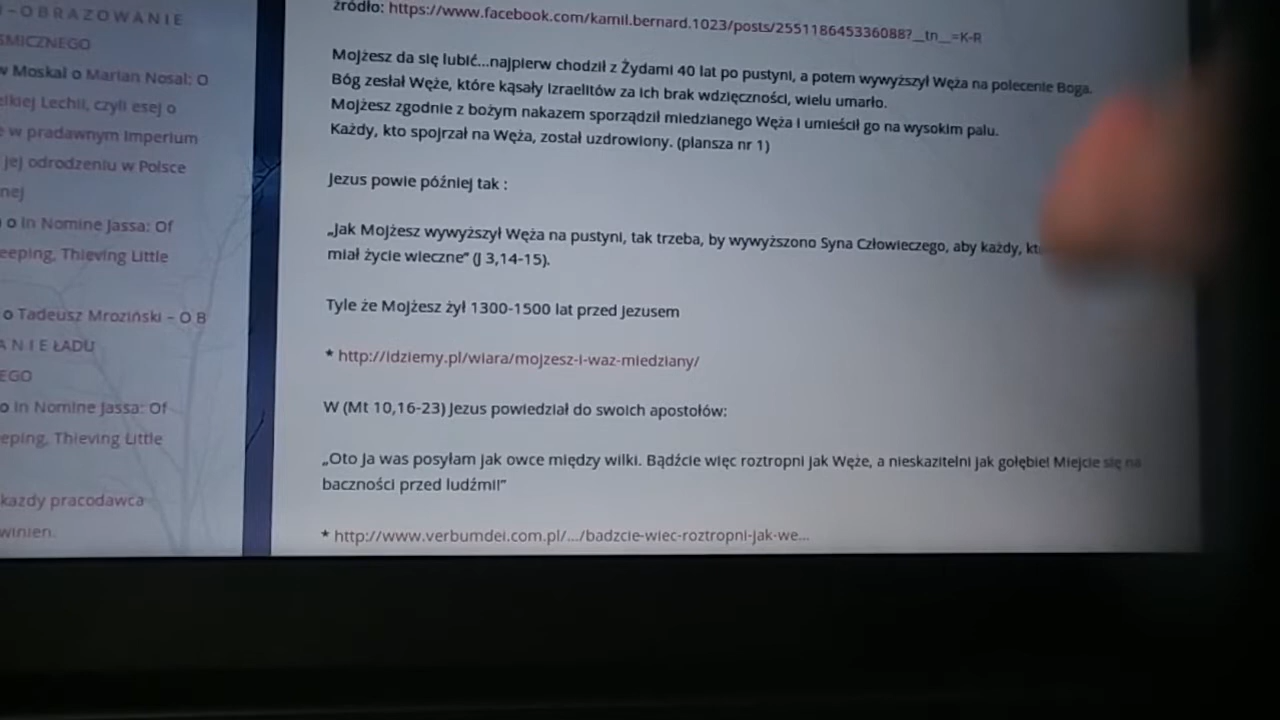 -OBRAZOWANIE
SMICZNEGO
w Moskal o Marian Nosal: O
elkiej Lechii, czyli esej o
e w pradawnym Imperium
jej odrodzeniu w Polsce
nej
o In Nomine Jassa: Of
eeping, Thieving Little
o Tadeusz Mroziński – O B
A N I E ŁADU
EGO
o In Nomine Jassa: Of
eping, Thieving Little
każdy pracodawca
winien.
źródło: https://www.facebook.com/kamil.bernard.1023/posts/255118645336088?__tn__=K-R
Mojżesz da się lubić...najpierw chodził z Żydami 40 lat po pustyni, a potem wywyższył Węża na polecenie Boga.
Bóg zesłał Węże, które kąsały Izraelitów za ich brak wdzięczności, wielu umarło.
Mojżesz zgodnie z bożym nakazem sporządził miedzianego Węża i umieścił go na wysokim palu.
Każdy, kto spojrzał na Węża, został uzdrowiony. (plansza nr 1)
Jezus powie później tak :
„Jak Mojżesz wywyższył Węża na pustyni, tak trzeba, by wywyższono Syna Człowieczego, aby każdy,
miał życie wieczne” (J 3,14-15).
Tyle że Mojżesz żył 1300-1500 lat przed Jezusem
* http://idziemy.pl/wiara/mojzesz-i-waz-miedziany/
W (Mt 10,16-23) Jezus powiedział do swoich apostołów:
„Oto Ja was posyłam jak owce między wilki. Bądźcie więc roztropni jak Węże, a nieskazitelni jak gołębie! Miejcie się na
baczności przed ludźmi!”
* http://www.verbumdei.com.pl/.../badzcie-wiec-roztropni-jak-we...